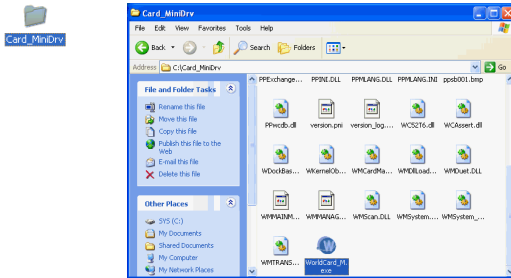 Card_MiniDrv
Card_MiniDrv
File Edit View Favorites Tools Help
Back Search Folders
Address C:\Card_MiniDrv Go
File and Folder Tasks
Rename this file
Move this file
Copy this file
Publish this file to the
Web
E-mail this file
Delete this file
Other Places
SYS (C:)
My Documents
Shared Documents
My Computer
My Network Places
PPExchange... PPINI.DLL PPMLANG.DLL PPMLANG.INI ppsb001.bmp
PPwcdb.dll version.pni version_log.... WC52T6.dll WCAssert.dll
WDockBas... WKernelOb... WMCardMa... WMDllLoad... WMDuet.DLL
WMMAINM... WMMANAG... WMScan.DLL WMSystem.... WMSystem_...
WMTRANS... WorldCard_M.
exe